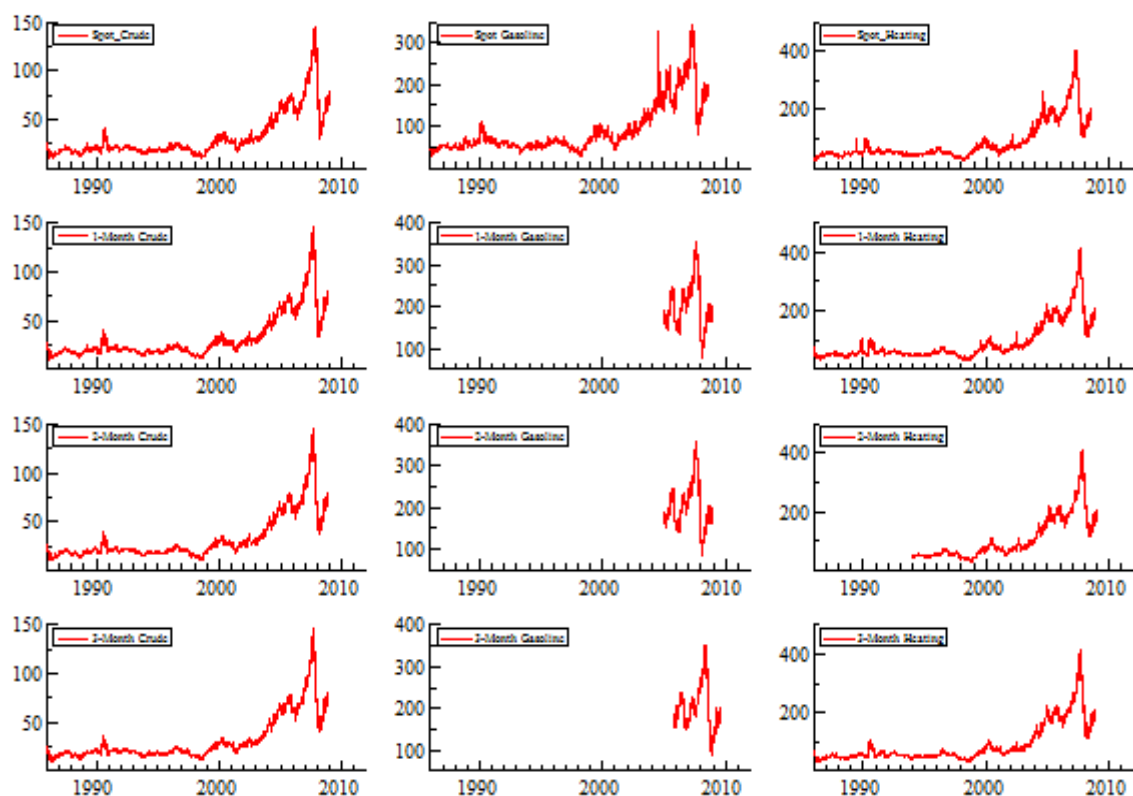 150
100
50
1990 2000 2010
Spot_Crude
300
200
100
1990 2000 2010
Spot Gasoline
400
200
1990 2000 2010
Spot_Heating
150
100
50
1990 2000 2010
1-Month Crude
400
300
200
100
1990 2000 2010
1-Month Gasoline
400
200
1990 2000 2010
1-Month Heating
150
100
50
1990 2000 2010
2-Month Crude
400
300
200
100
1990 2000 2010
2-Month Gasoline
400
200
1990 2000 2010
2-Month Heating
150
100
50
1990 2000 2010
3-Month Crude
400
300
200
100
1990 2000 2010
3-Month Gasoline
400
200
1990 2000 2010
3-Month Heating